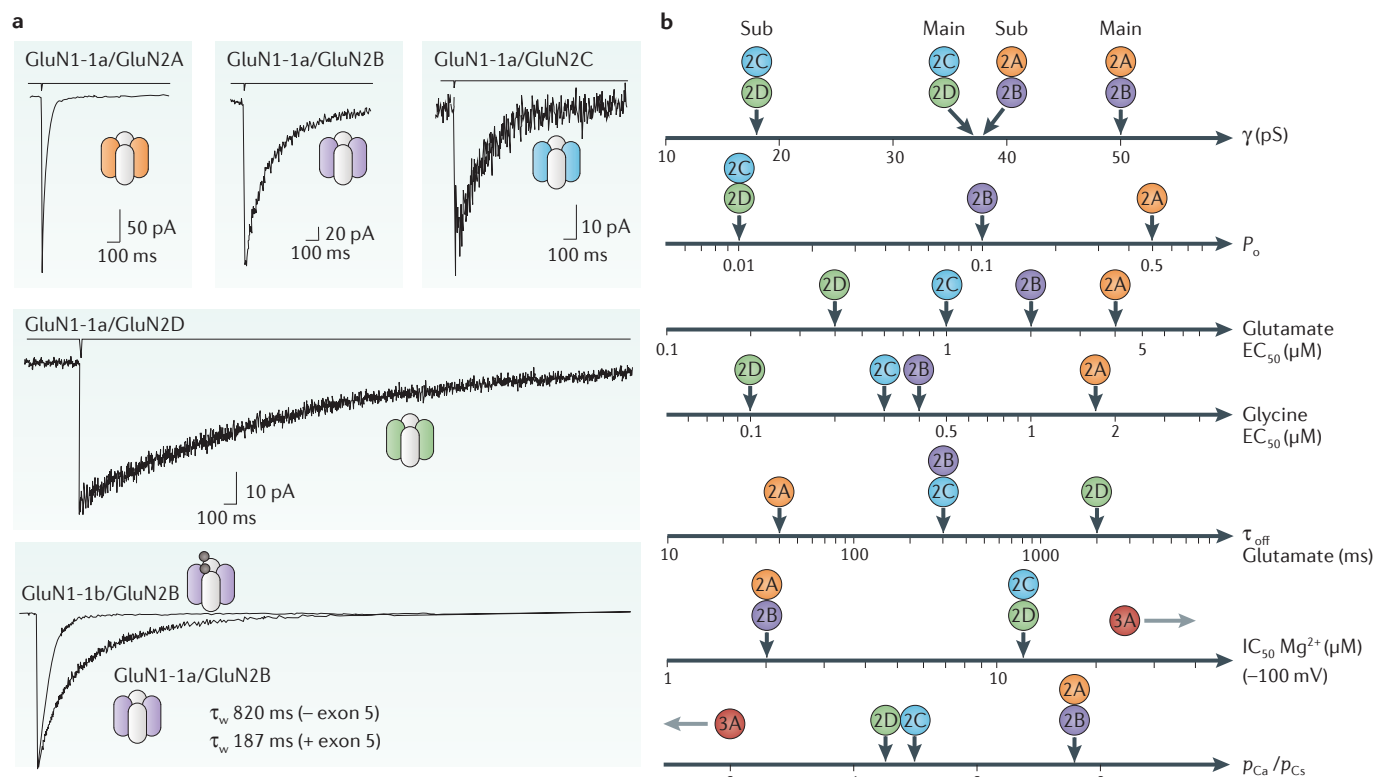 a
GluN1-1a/GluN2A
50 pA
100 ms
GluN1-1a/GluN2B
20 pA
100 ms
GluN1-1a/GluN2C
10 pA
100 ms
GluN1-1a/GluN2D
10 pA
100 ms
GluN1-1b/GluN2B
GluN1-1a/GluN2B
τw 820 ms (– exon 5)
τw 187 ms (+ exon 5)
b
Sub Main Sub Main
2C 2C 2A 2A
2D 2D 2B 2B
γ (pS)
10 20 30 40 50
2C
2D 2B 2A
Po
0.01 0.1 0.5
2D 2C 2B 2A
Glutamate
EC50 (µM)
0.1 1 5
2D 2C 2B 2A
Glycine
EC50 (µM)
0.1 0.5 1 2
2B
2A 2C 2D
τoff
Glutamate (ms)
10 100 1000
2A 2C
2B 2D 3A
IC50 Mg2+ (µM)
(–100 mV)
1 10
2A
3A 2D 2C 2B
pCa/pCs